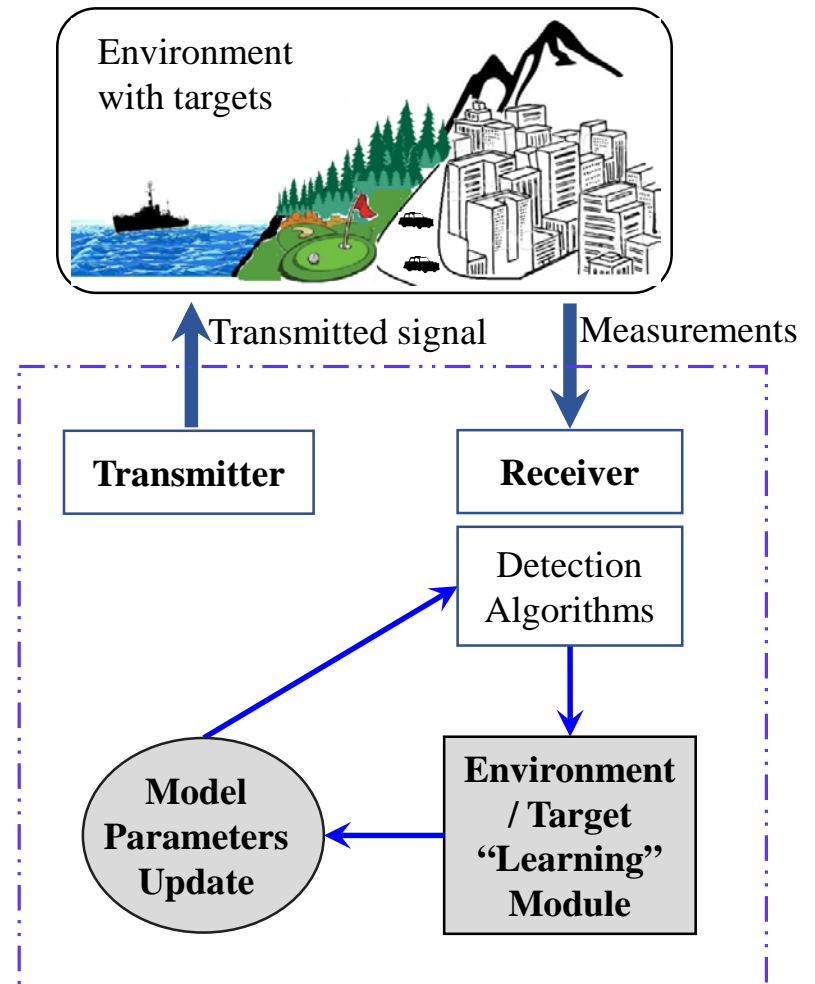 Environment
with targets
Transmitted signal
Measurements
Transmitter
Receiver
Detection
Algorithms
Model
Parameters
Update
Environment
/ Target
“Learning”
Module